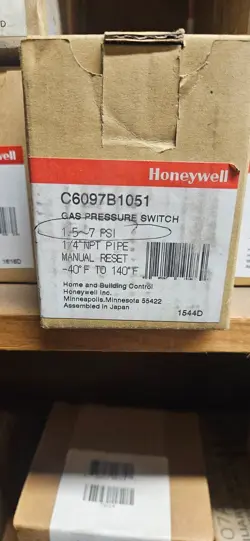 Honeywell
C6097B1051
GAS PRESSURE SWITCH
1.5-7 PSI
1/4"NPT PIPE
MANUAL RESET
-40°F TO 140°F
Home and Building Control
Honeywell Inc.
Minneapolis, Minnesota 55422
Assembled in Japan
1544D
1616D